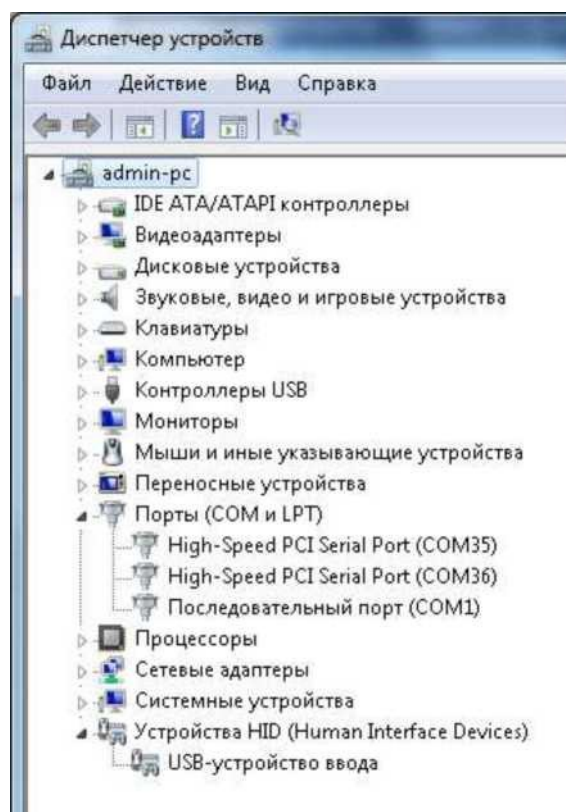 Диспетчер устройств
Файл Действие Вид Справка
?
admin-pc
IDE ATA/ATAPI контроллеры
Видеоадаптеры
Дисковые устройства
Звуковые, видео и игровые устройства
Клавиатуры
Компьютер
Контроллеры USB
Мониторы
Мыши и иные указывающие устройства
Переносные устройства
Порты (COM и LPT)
High-Speed PCI Serial Port (COM35)
High-Speed PCI Serial Port (COM36)
Последовательный порт (COM1)
Процессоры
Сетевые адаптеры
Системные устройства
Устройства HID (Human Interface Devices)
USB-устройство ввода